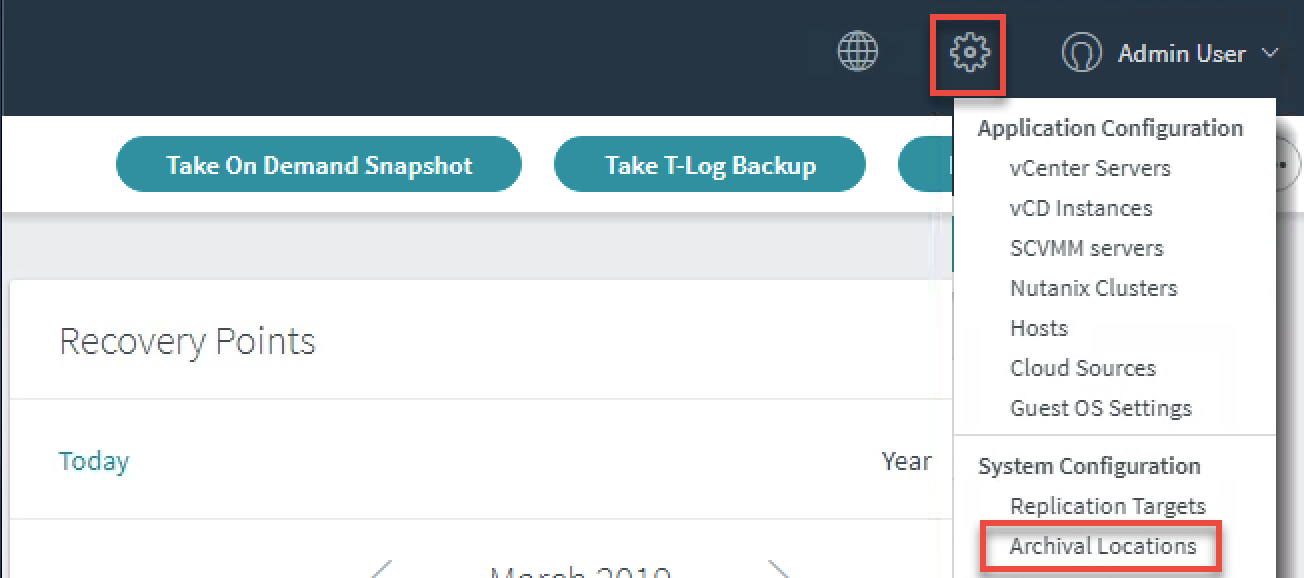 Admin User
Take On Demand Snapshot
Take T-Log Backup
Application Configuration
vCenter Servers
vCD Instances
SCVMM servers
Nutanix Clusters
Hosts
Cloud Sources
Guest OS Settings
System Configuration
Replication Targets
Archival Locations
Recovery Points
Today
Year
March 2019